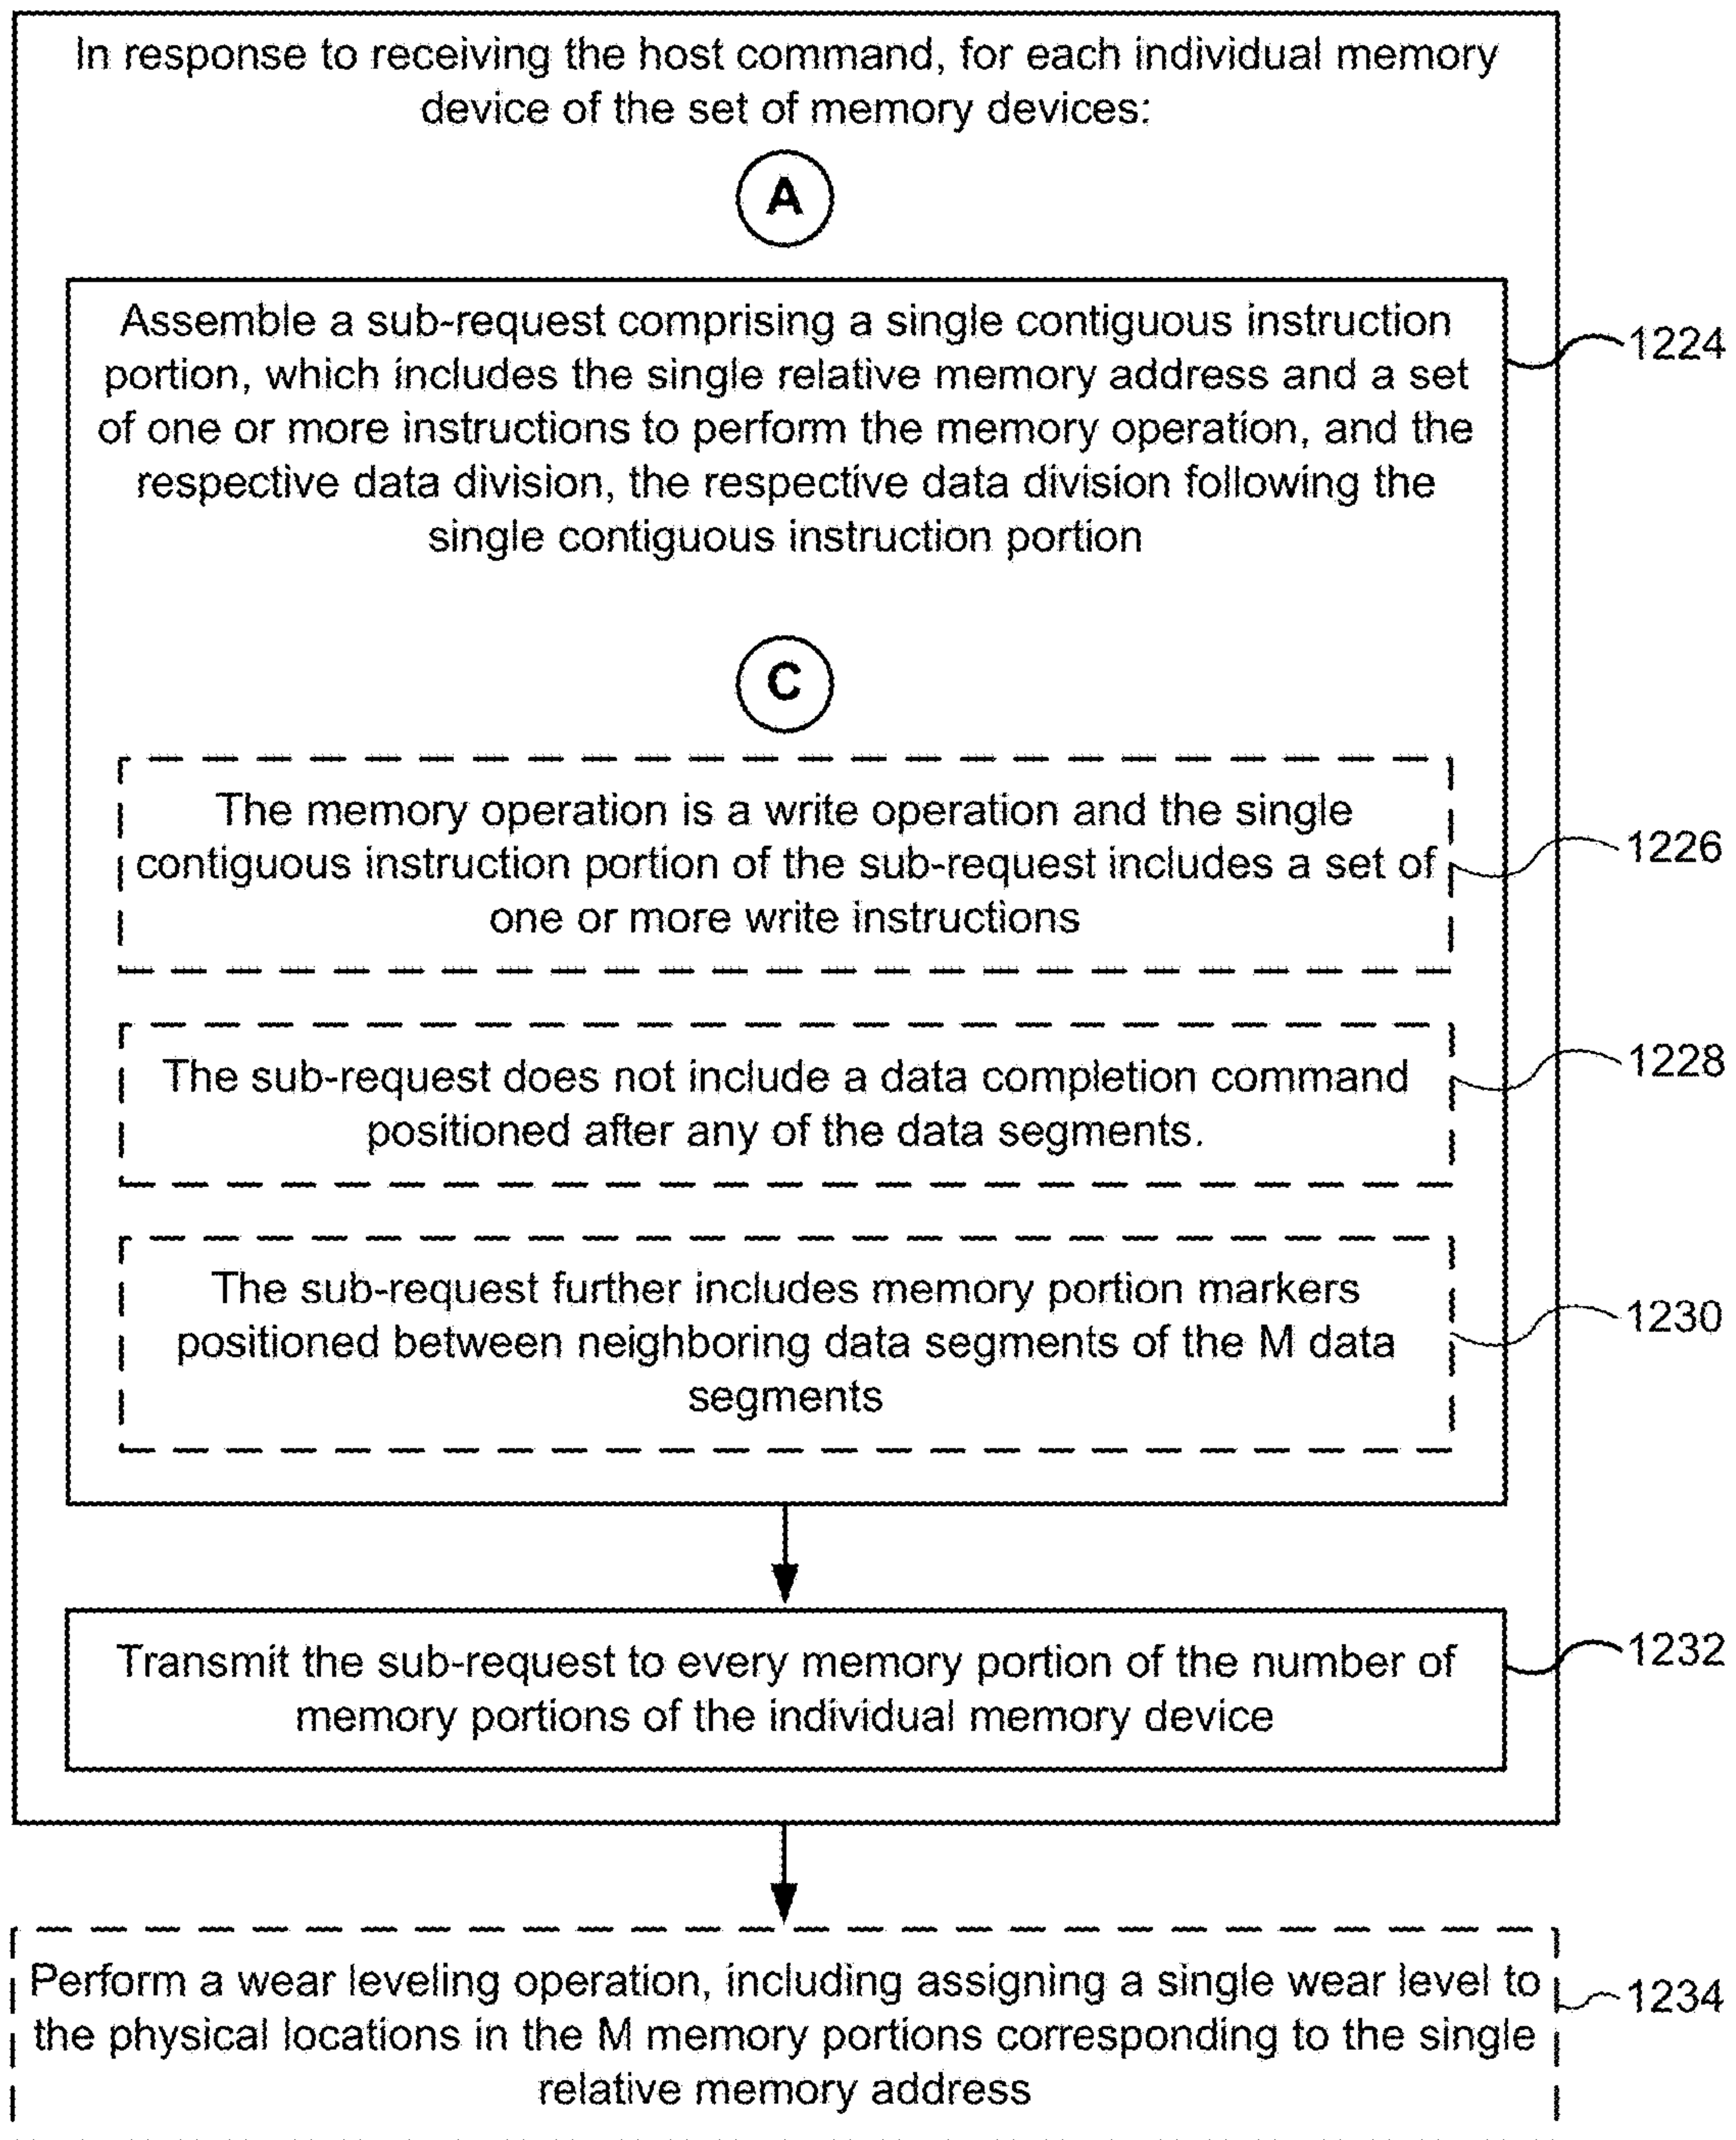 In response to receiving the host command, for each individual memory
device of the set of memory devices:
A
Assemble a sub-request comprising a single contiguous instruction
portion, which includes the single relative memory address and a set
of one or more instructions to perform the memory operation, and the
respective data division, the respective data division following the
single contiguous instruction portion
1224
C
The memory operation is a write operation and the single
contiguous instruction portion of the sub-request includes a set of
one or more write instructions
1226
The sub-request does not include a data completion command
positioned after any of the data segments.
1228
The sub-request further includes memory portion markers
positioned between neighboring data segments of the M data
segments
1230
Transmit the sub-request to every memory portion of the number of
memory portions of the individual memory device
1232
Perform a wear leveling operation, including assigning a single wear level to
the physical locations in the M memory portions corresponding to the single
relative memory address
1234